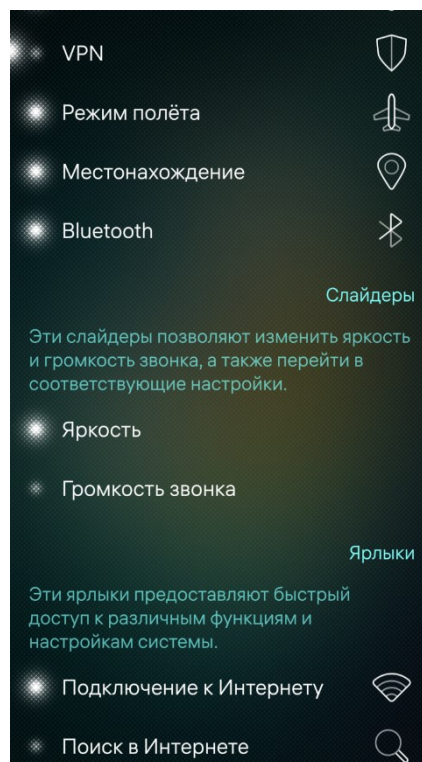 VPN
Режим полёта
Местонахождение
Bluetooth
Слайдеры
Эти слайдеры позволяют изменить яркость
и громкость звонка, а также перейти в
соответствующие настройки.
Яркость
Громкость звонка
Ярлыки
Эти ярлыки предоставляют быстрый
доступ к различным функциям и
настройкам системы.
Подключение к Интернету
Поиск в Интернете